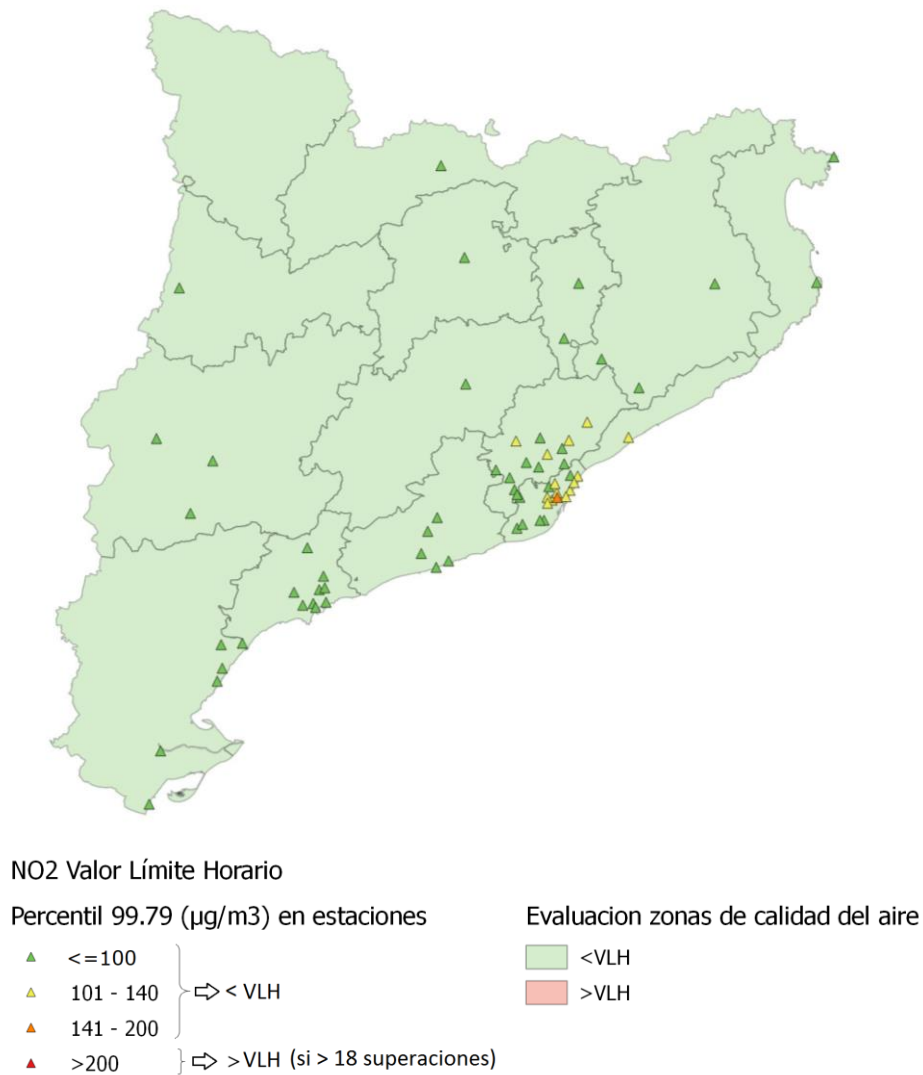 NO2 Valor Límite Horario
Percentil 99.79 (µg/m3) en estaciones
<=100
101 - 140
141 - 200
⇨ < VLH
>200
⇨ >VLH (si > 18 superaciones)
Evaluacion zonas de calidad del aire
<VLH
>VLH